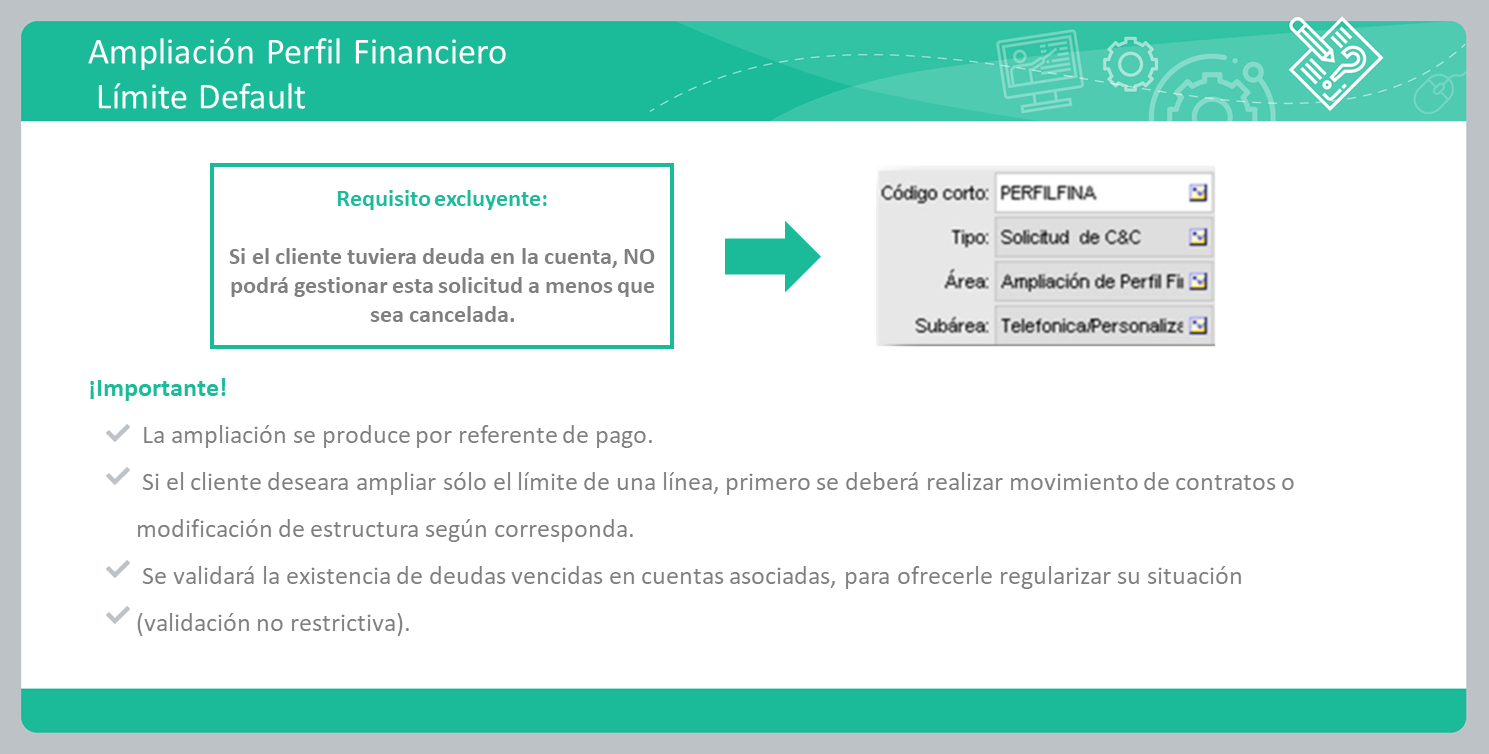 Ampliación Perfil Financiero
Límite Default
Requisito excluyente:
Si el cliente tuviera deuda en la cuenta, NO
podrá gestionar esta solicitud a menos que
sea cancelada.
Código corto: PERFILFINA
Tipo: Solicitud de C&C
Área: Ampliación de Perfil Fii
Subárea: Telefonica/Personaliza
¡Importante!
La ampliación se produce por referente de pago.
Si el cliente deseara ampliar sólo el límite de una línea, primero se deberá realizar movimiento de contratos o
modificación de estructura según corresponda.
Se validará la existencia de deudas vencidas en cuentas asociadas, para ofrecerle regularizar su situación
(validación no restrictiva).